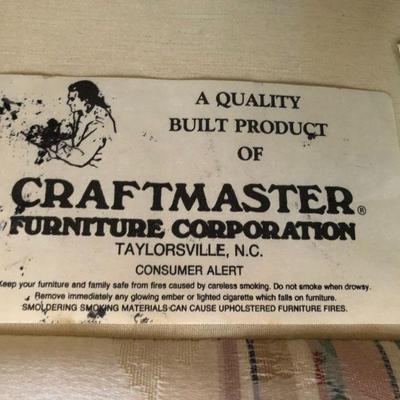 A QUALITY
BUILT PRODUCT
OF
CRAFTMASTER®
FURNITURE CORPORATION
TAYLORSVILLE, N.C.
CONSUMER ALERT
Keep your furniture and family safe from fires caused by careless smoking. Do not smoke when drowsy.
Remove immediately any glowing ember or lighted cigarette which falls on furniture.
SMOLDERING SMOKING MATERIALS CAN CAUSE UPHOLSTERED FURNITURE FIRES.